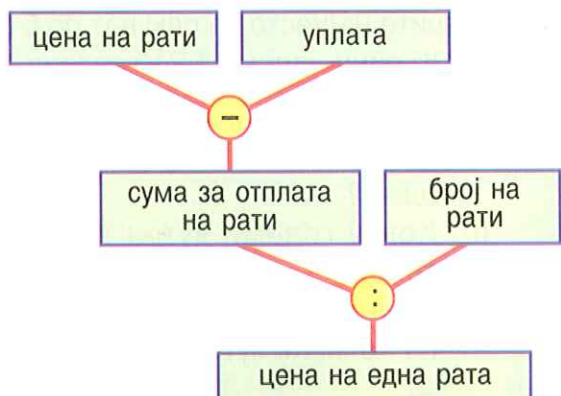 цена на рати
уплата
–
сума за отплата
на рати
број на
рати
:
цена на една рата